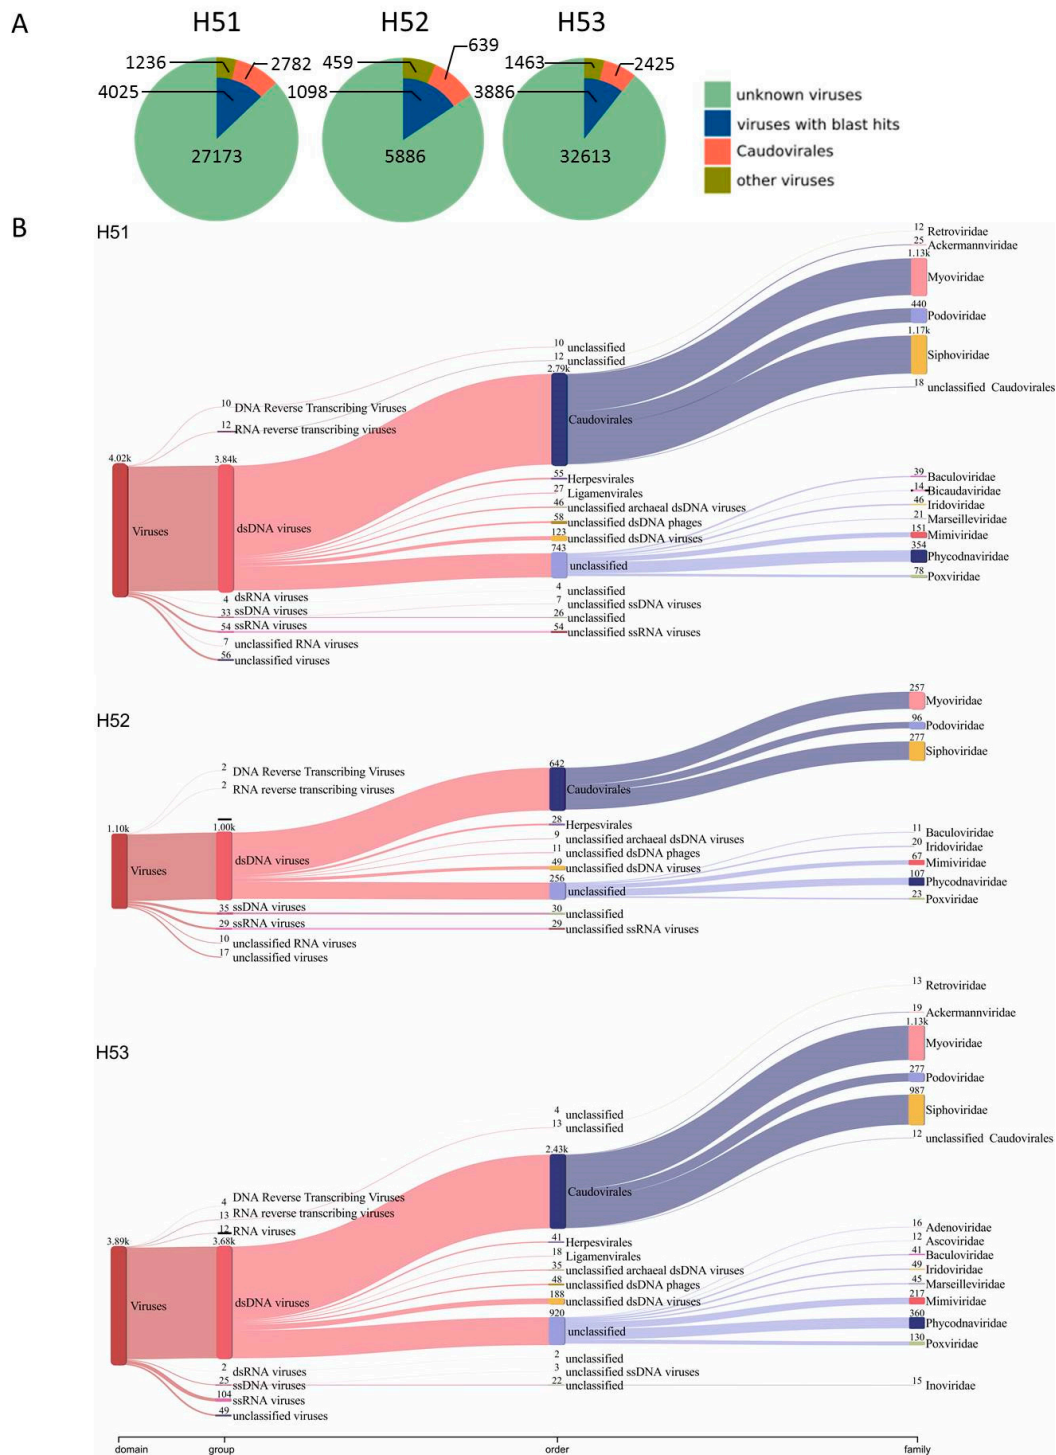 A
H51
H52
H53
1236
2782
4025
27173
459
639
1098
5886
1463
2425
3886
32613
unknown viruses
viruses with blast hits
Caudovirales
other viruses
B
H51
12 Retroviridae
25 Ackermannviridae
1.13k
Myoviridae
440
Podoviridae
1.17k
Siphoviridae
18 unclassified Caudovirales
10 unclassified
12 unclassified
2.79k
Caudovirales
10 DNA Reverse Transcribing Viruses
12 RNA reverse transcribing viruses
4.02k
Viruses
3.84k
dsDNA viruses
55 Herpesvirales
27 Ligamenvirales
46 unclassified archaeal dsDNA viruses
58 unclassified dsDNA phages
123 unclassified dsDNA viruses
743
unclassified
39 Baculoviridae
14 Bicaudaviridae
46 Iridoviridae
21 Marseilleviridae
151 Mimiviridae
354
Phycodnaviridae
78 Poxviridae
4 dsRNA viruses
33 ssDNA viruses
54 ssRNA viruses
7 unclassified RNA viruses
56 unclassified viruses
4 unclassified
7 unclassified ssDNA viruses
26 unclassified
54 unclassified ssRNA viruses
H52
257
Myoviridae
96
Podoviridae
277
Siphoviridae
2 DNA Reverse Transcribing Viruses
2 RNA reverse transcribing viruses
642
Caudovirales
1.10k
Viruses
1.00k
dsDNA viruses
28 Herpesvirales
9 unclassified archaeal dsDNA viruses
11 unclassified dsDNA phages
49 unclassified dsDNA viruses
256
unclassified
11 Baculoviridae
20 Iridoviridae
67 Mimiviridae
107
Phycodnaviridae
23 Poxviridae
35 ssDNA viruses
29 ssRNA viruses
10 unclassified RNA viruses
17 unclassified viruses
30 unclassified
29 unclassified ssRNA viruses
H53
13 Retroviridae
19 Ackermannviridae
1.13k
Myoviridae
277
Podoviridae
987
Siphoviridae
12 unclassified Caudovirales
4 unclassified
13 unclassified
2.43k
Caudovirales
4 DNA Reverse Transcribing Viruses
13 RNA reverse transcribing viruses
12 RNA viruses
3.89k
Viruses
3.68k
dsDNA viruses
41 Herpesvirales
18 Ligamenvirales
35 unclassified archaeal dsDNA viruses
48 unclassified dsDNA phages
188 unclassified dsDNA viruses
920
unclassified
16 Adenoviridae
12 Ascoviridae
41 Baculoviridae
49 Iridoviridae
45 Marseilleviridae
217 Mimiviridae
360
Phycodnaviridae
130 Poxviridae
2 dsRNA viruses
25 ssDNA viruses
104 ssRNA viruses
49 unclassified viruses
2 unclassified
3 unclassified ssDNA viruses
22 unclassified
15 Inoviridae
domain
group
order
family